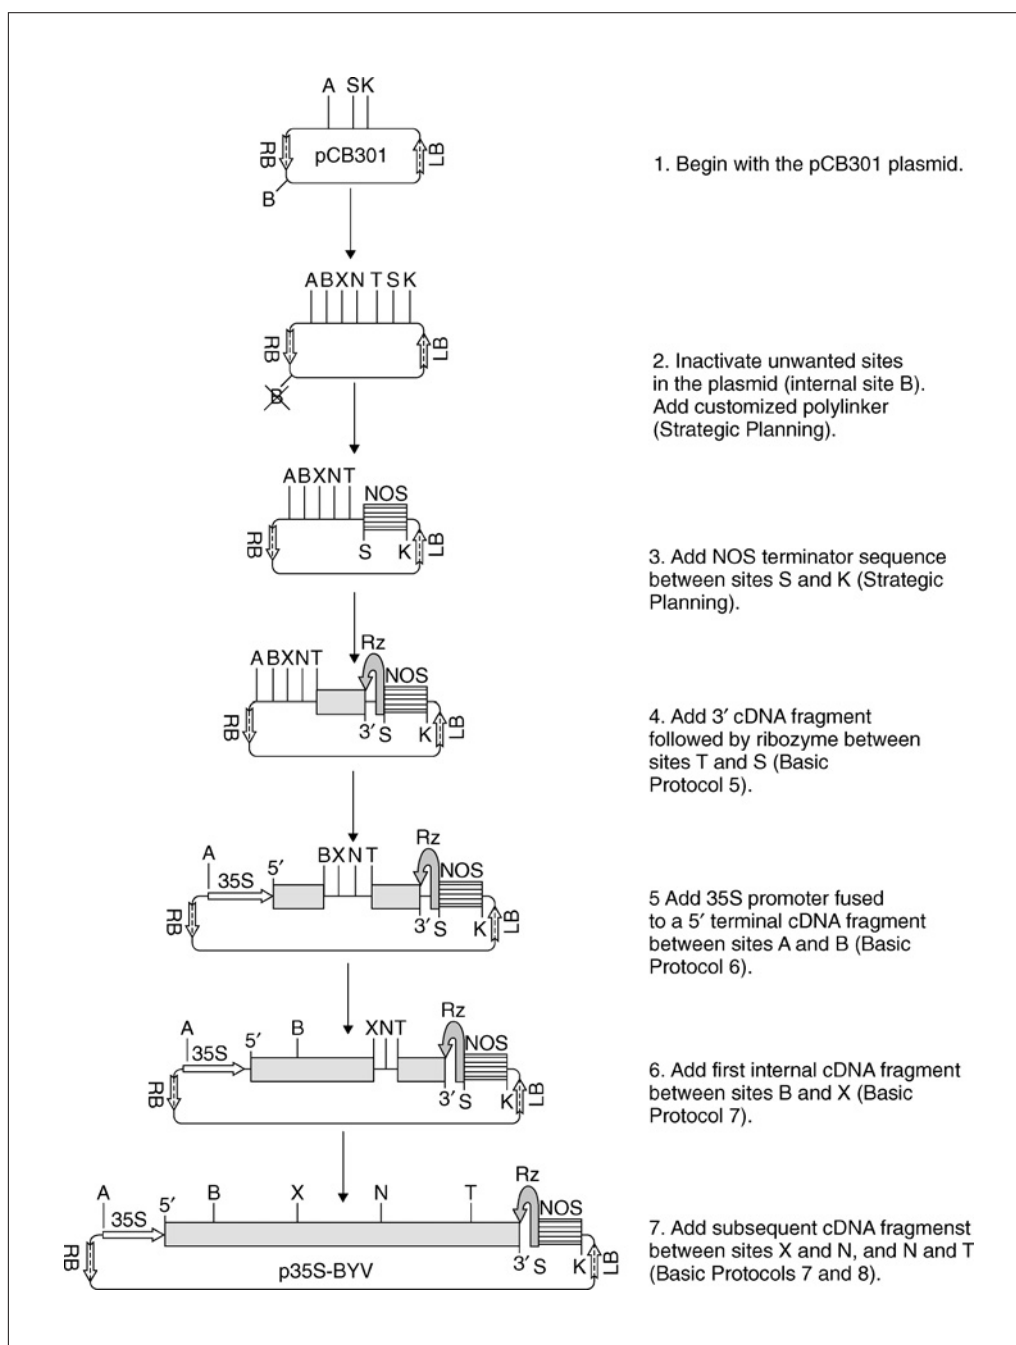 A SK
RB
pCB301
LB
B
1. Begin with the pCB301 plasmid.
ABXN TSK
RB
LB
B
2. Inactivate unwanted sites
in the plasmid (internal site B).
Add customized polylinker
(Strategic Planning).
ABXNT
NOS
RB
S
K
LB
3. Add NOS terminator sequence
between sites S and K (Strategic
Planning).
Rz
ABXNT
NOS
RB
3′ S
K
LB
4. Add 3′ cDNA fragment
followed by ribozyme between
sites T and S (Basic
Protocol 5).
Rz
A
35S
5′
BXNT
NOS
RB
3′ S
K
LB
5 Add 35S promoter fused
to a 5′ terminal cDNA fragment
between sites A and B (Basic
Protocol 6).
Rz
A
35S
5′
B
XNT
NOS
RB
3′ S
K
LB
6. Add first internal cDNA fragment
between sites B and X (Basic
Protocol 7).
Rz
A
35S
5′
B
X
N
T
NOS
RB
p35S-BYV
3′ S
K
LB
7. Add subsequent cDNA fragmenst
between sites X and N, and N and T
(Basic Protocols 7 and 8).